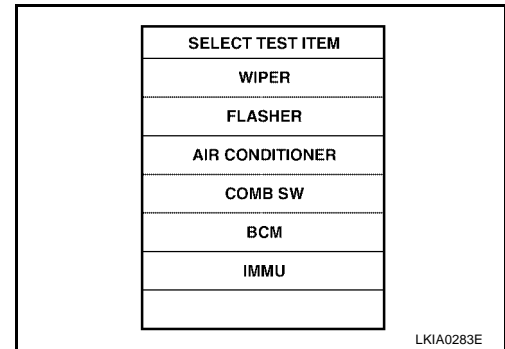 SELECT TEST ITEM
WIPER
FLASHER
AIR CONDITIONER
COMB SW
BCM
IMMU
LKIA0283E